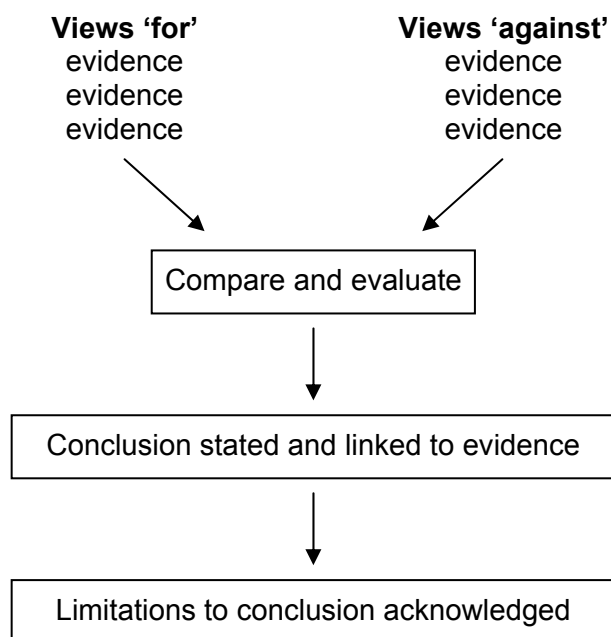 Views ‘for’
evidence
evidence
evidence
Views ‘against’
evidence
evidence
evidence
Compare and evaluate
Conclusion stated and linked to evidence
Limitations to conclusion acknowledged